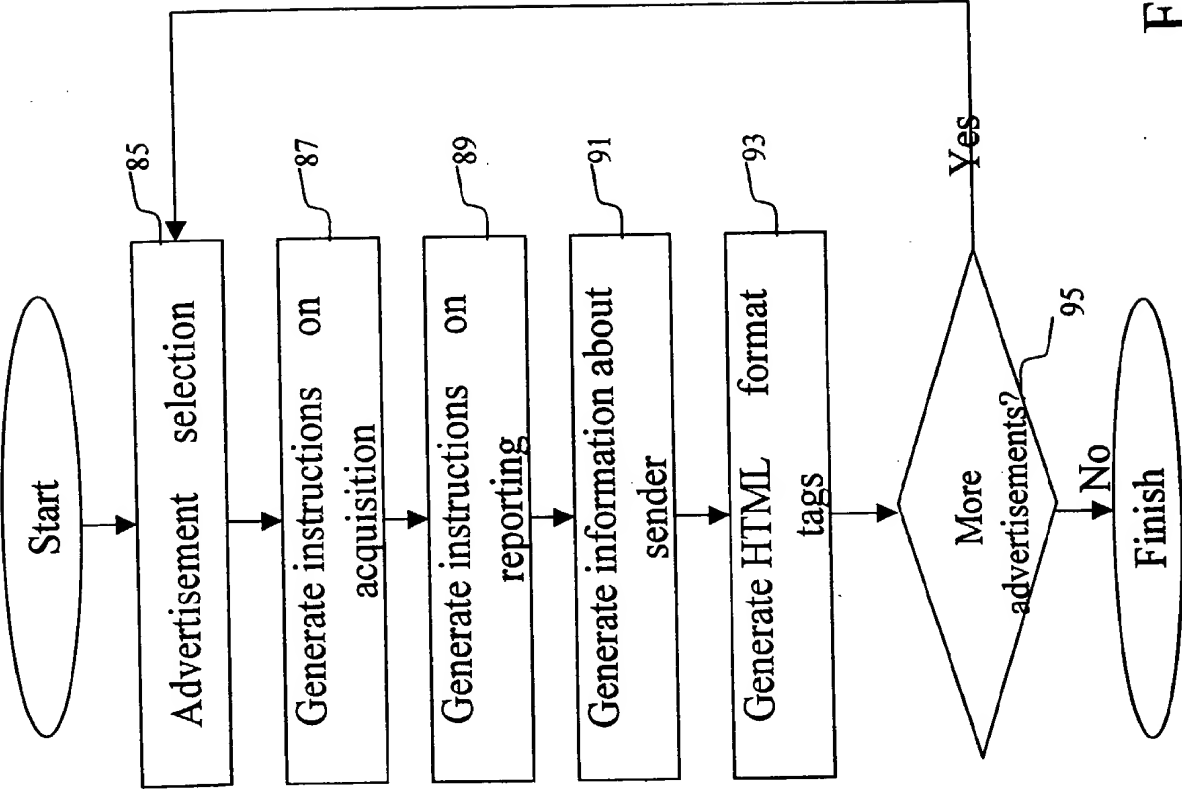 Start
Advertisement selection
85
Generate instructions on
acquisition
87
Generate instructions on
reporting
89
Generate information about
sender
91
Generate HTML format
tags
93
More
advertisements?
95
Yes
No
Finish
F